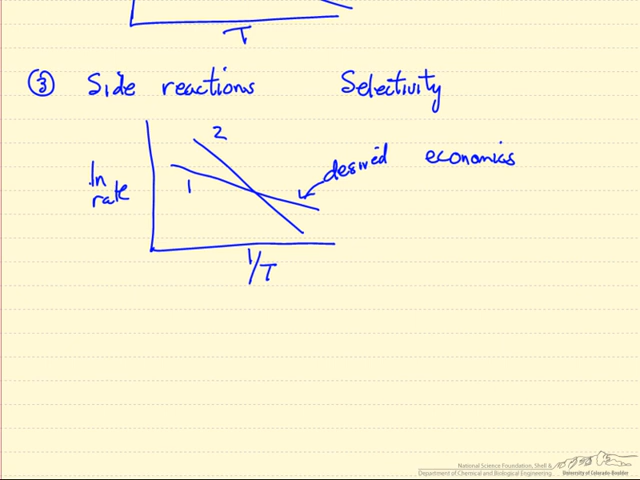 T
③ Side reactions Selectivity
2
desired economics
ln rate
1
1/T
National Science Foundation, Shell &
Department of Chemical and Biological Engineering
University of Colorado Boulder